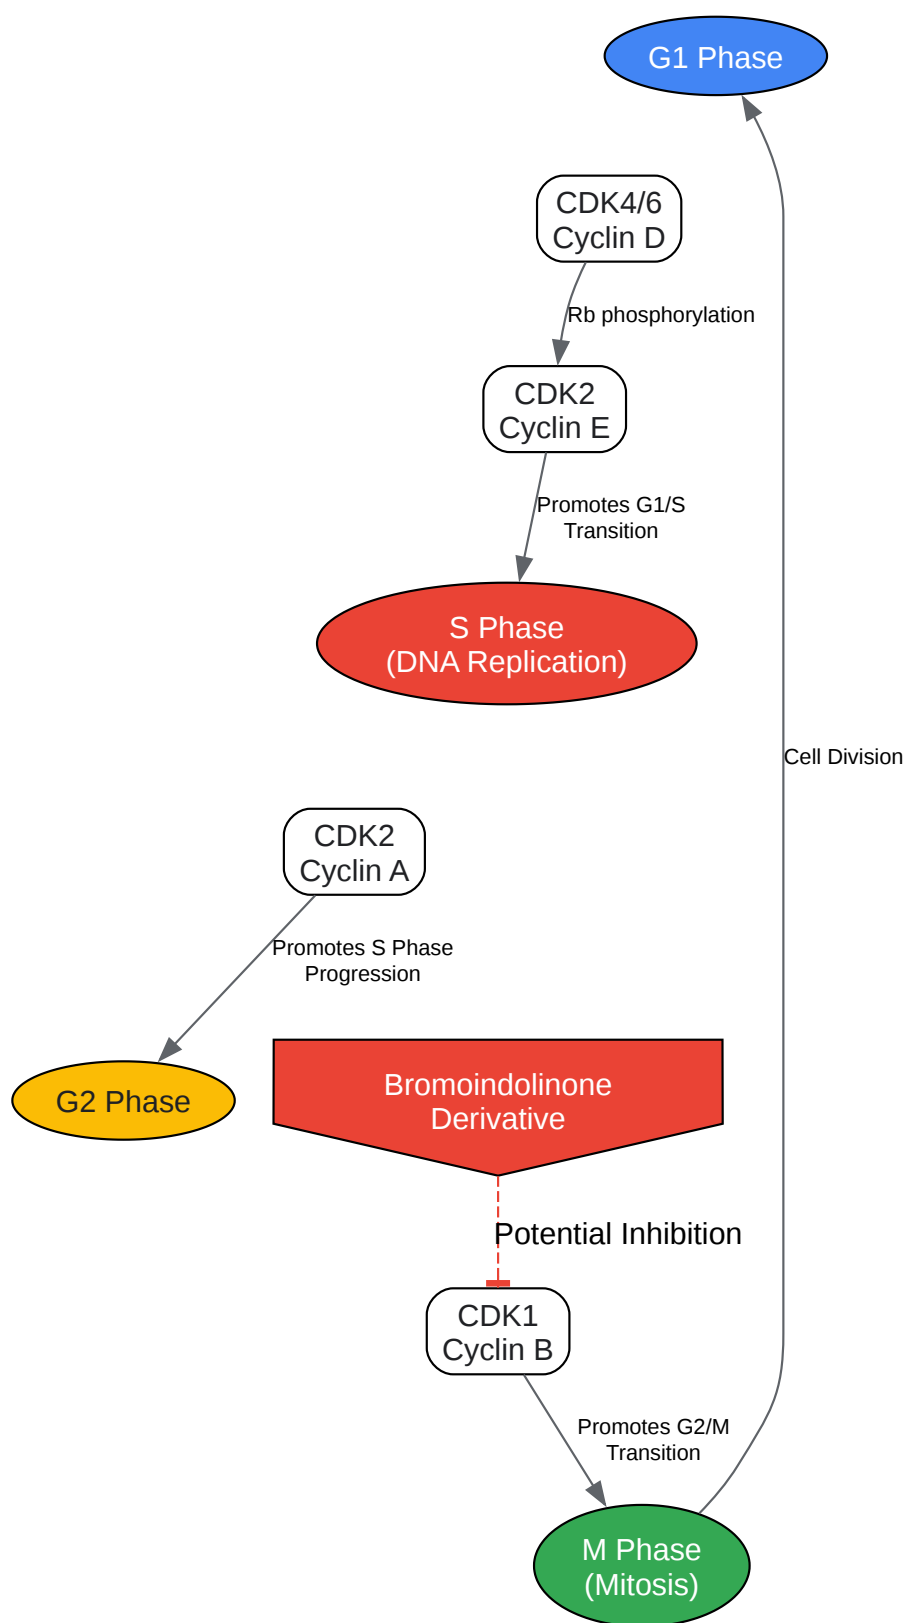 G1 Phase
CDK4/6
Cyclin D
Rb phosphorylation
CDK2
Cyclin E
Promotes G1/S
Transition
S Phase
(DNA Replication)
Cell Division
CDK2
Cyclin A
Promotes S Phase
Progression
G2 Phase
Bromoindolinone
Derivative
Potential Inhibition
CDK1
Cyclin B
Promotes G2/M
Transition
M Phase
(Mitosis)